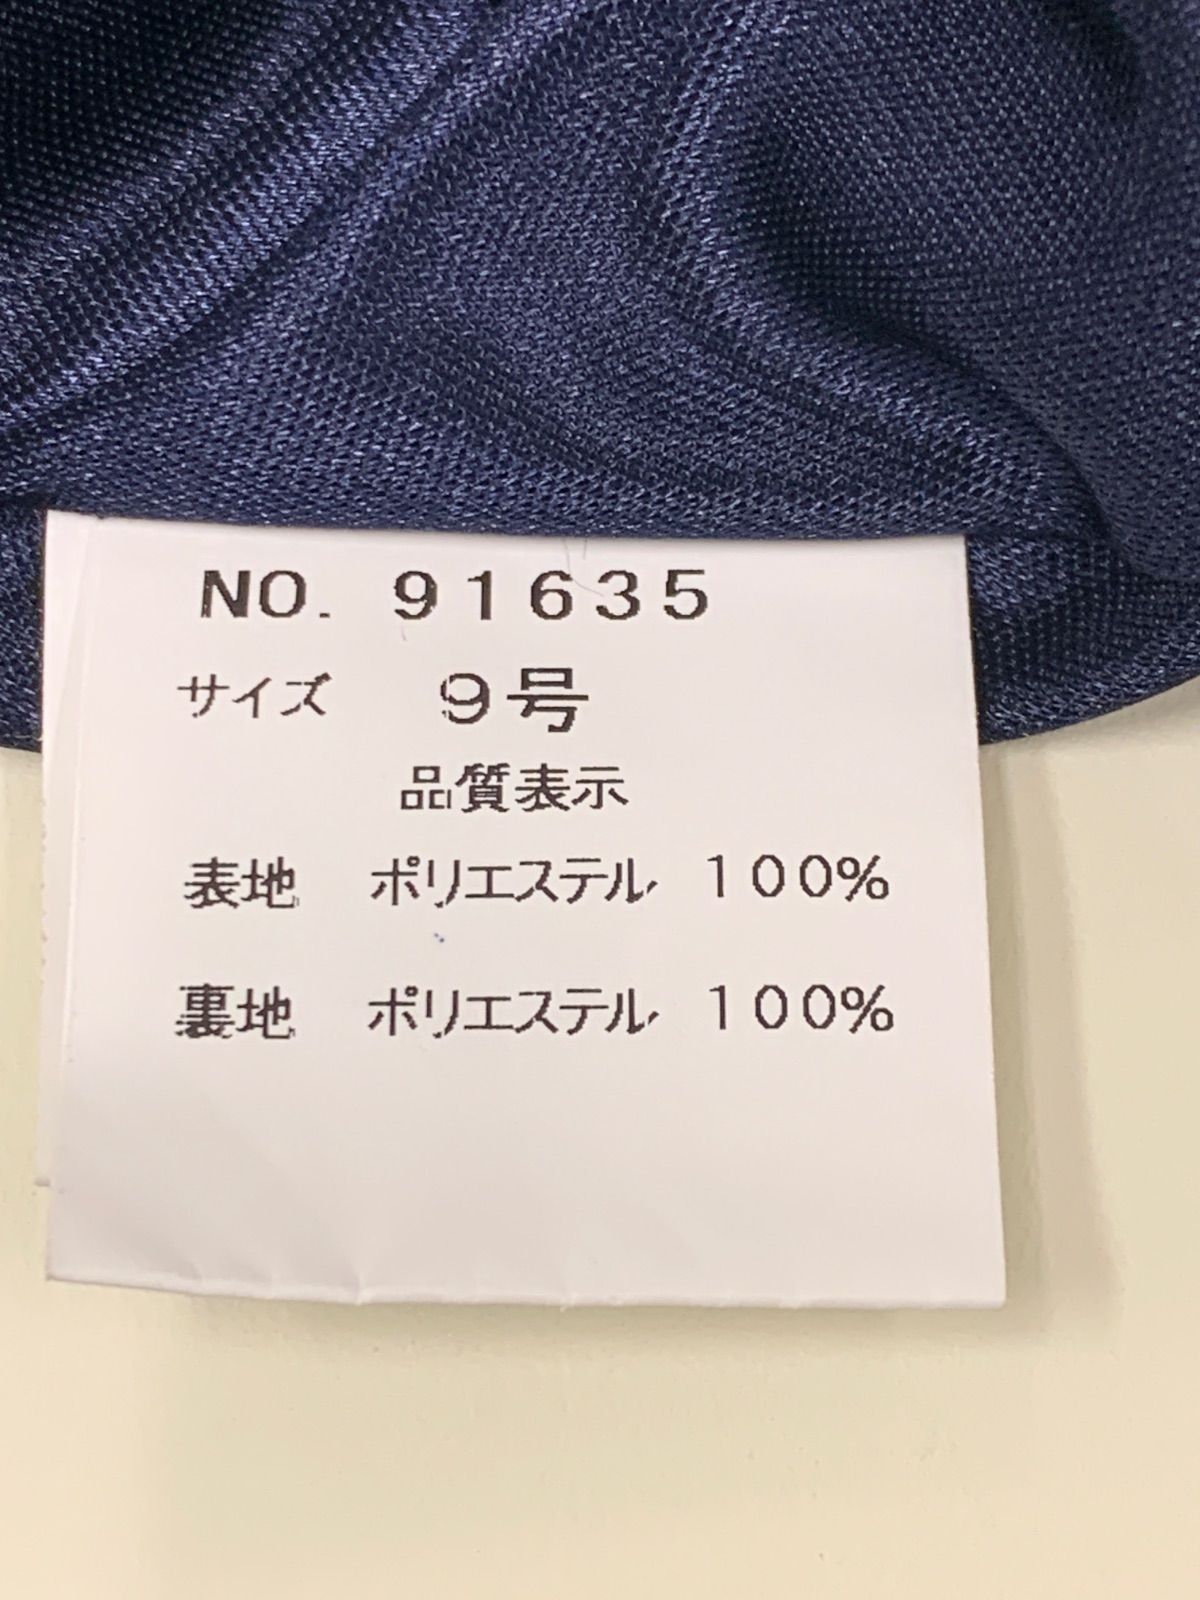 NO. 91635
サイズ 9号
品質表示
表地 ポリエステル 100%
裏地 ポリエステル 100%